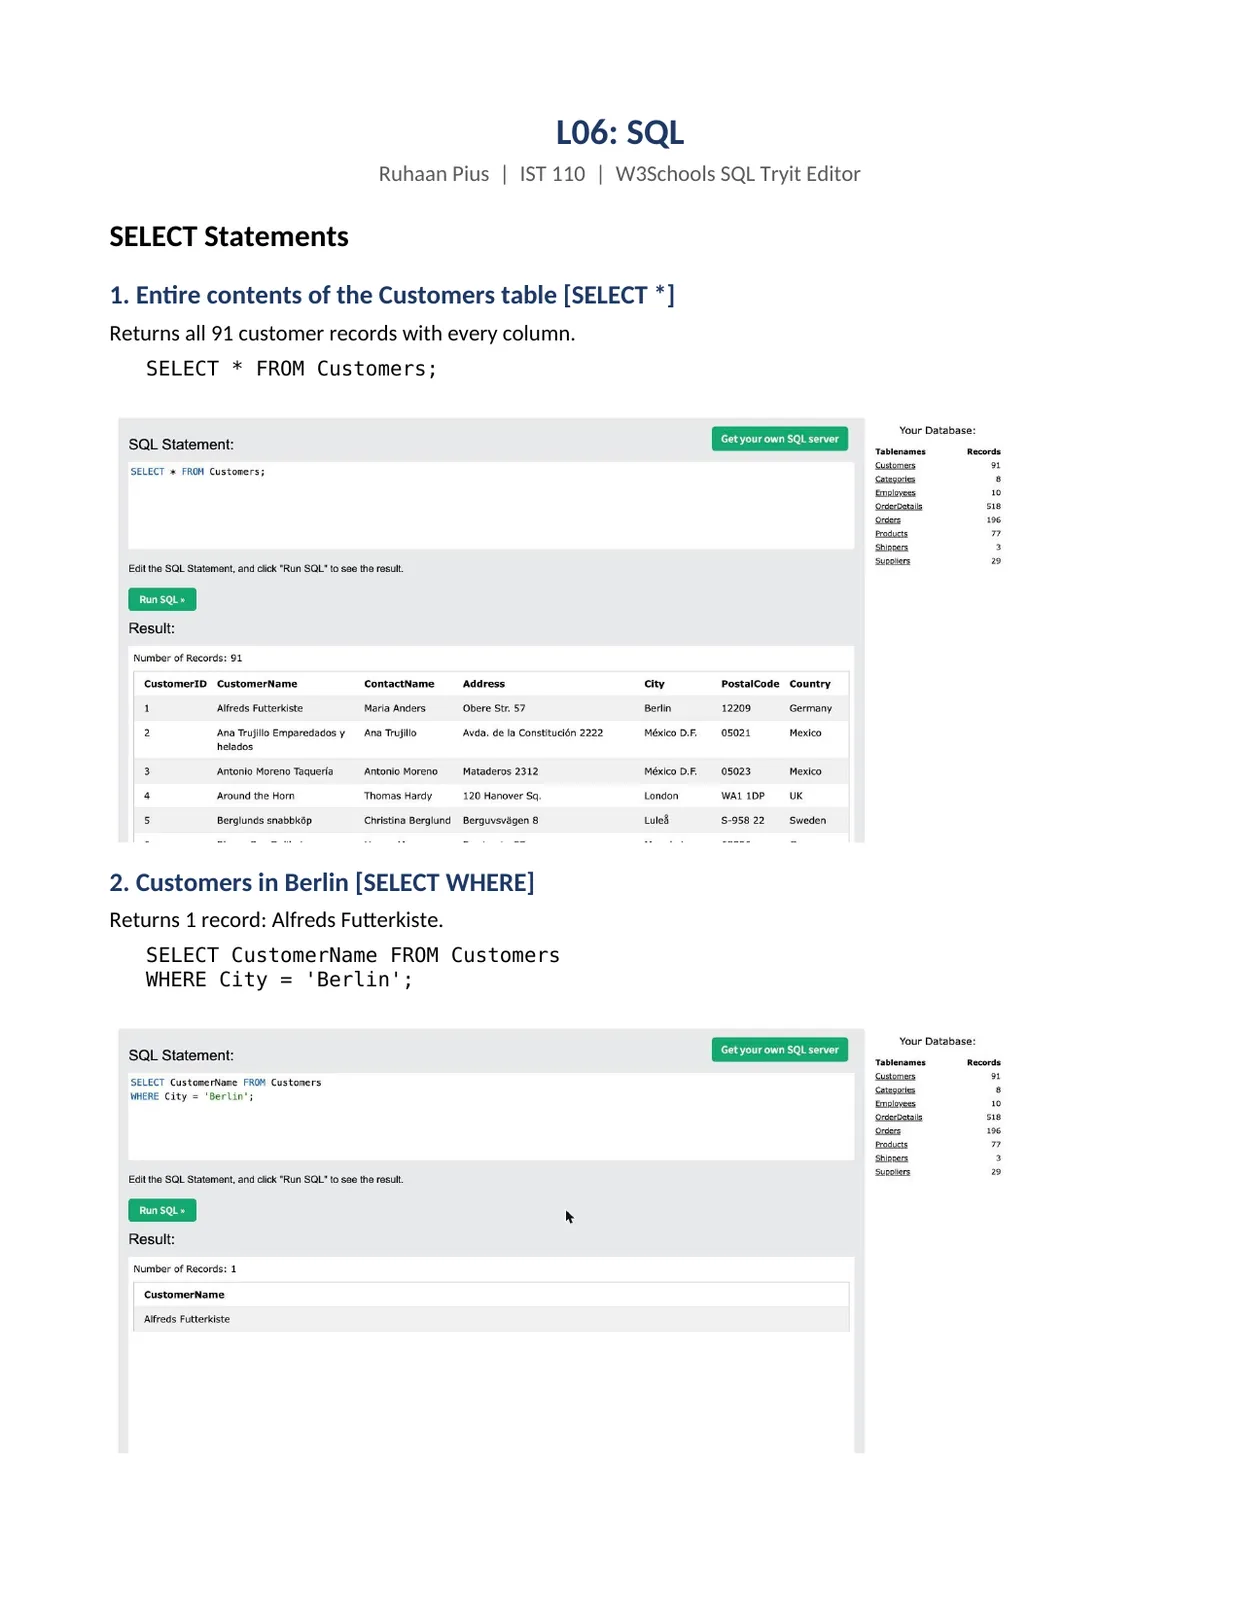 L06: SQL
Ruhaan Pius | IST 110 | W3Schools SQL Tryit Editor
SELECT Statements
1. Entire contents of the Customers table [SELECT *]
Returns all 91 customer records with every column.
SELECT * FROM Customers;
SQL Statement:
Get your own SQL server
SELECT * FROM Customers;
Edit the SQL Statement, and click "Run SQL" to see the result.
Run SQL »
Result:
Number of Records: 91
CustomerID CustomerName ContactName Address City PostalCode Country
1 Alfreds Futterkiste Maria Anders Obere Str. 57 Berlin 12209 Germany
2 Ana Trujillo Emparedados y Ana Trujillo Avda. de la Constitución 2222 México D.F. 05021 Mexico
helados
3 Antonio Moreno Taquería Antonio Moreno Mataderos 2312 México D.F. 05023 Mexico
4 Around the Horn Thomas Hardy 120 Hanover Sq. London WA1 1DP UK
5 Berglunds snabbköp Christina Berglund Berguvsvägen 8 Luleå S-958 22 Sweden
Your Database:
Tablenames Records
Customers 91
Categories 8
Employees 10
OrderDetails 518
Orders 196
Products 77
Shippers 3
Suppliers 29
2. Customers in Berlin [SELECT WHERE]
Returns 1 record: Alfreds Futterkiste.
SELECT CustomerName FROM Customers
WHERE City = 'Berlin';
SQL Statement:
Get your own SQL server
SELECT CustomerName FROM Customers
WHERE City = 'Berlin';
Edit the SQL Statement, and click "Run SQL" to see the result.
Run SQL »
Result:
Number of Records: 1
CustomerName
Alfreds Futterkiste
Your Database:
Tablenames Records
Customers 91
Categories 8
Employees 10
OrderDetails 518
Orders 196
Products 77
Shippers 3
Suppliers 29